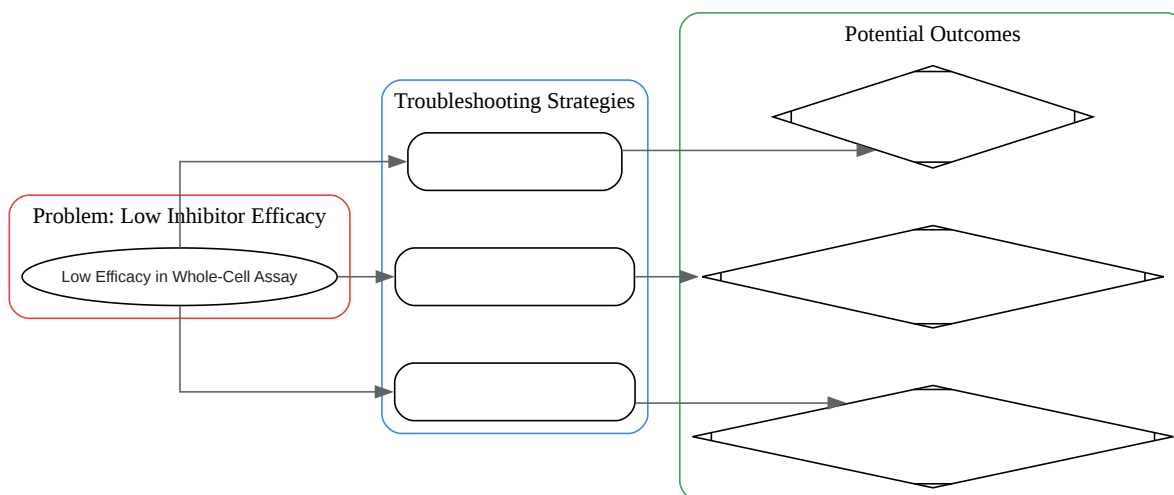 Potential Outcomes
Troubleshooting Strategies
Problem: Low Inhibitor Efficacy
Low Efficacy in Whole-Cell Assay